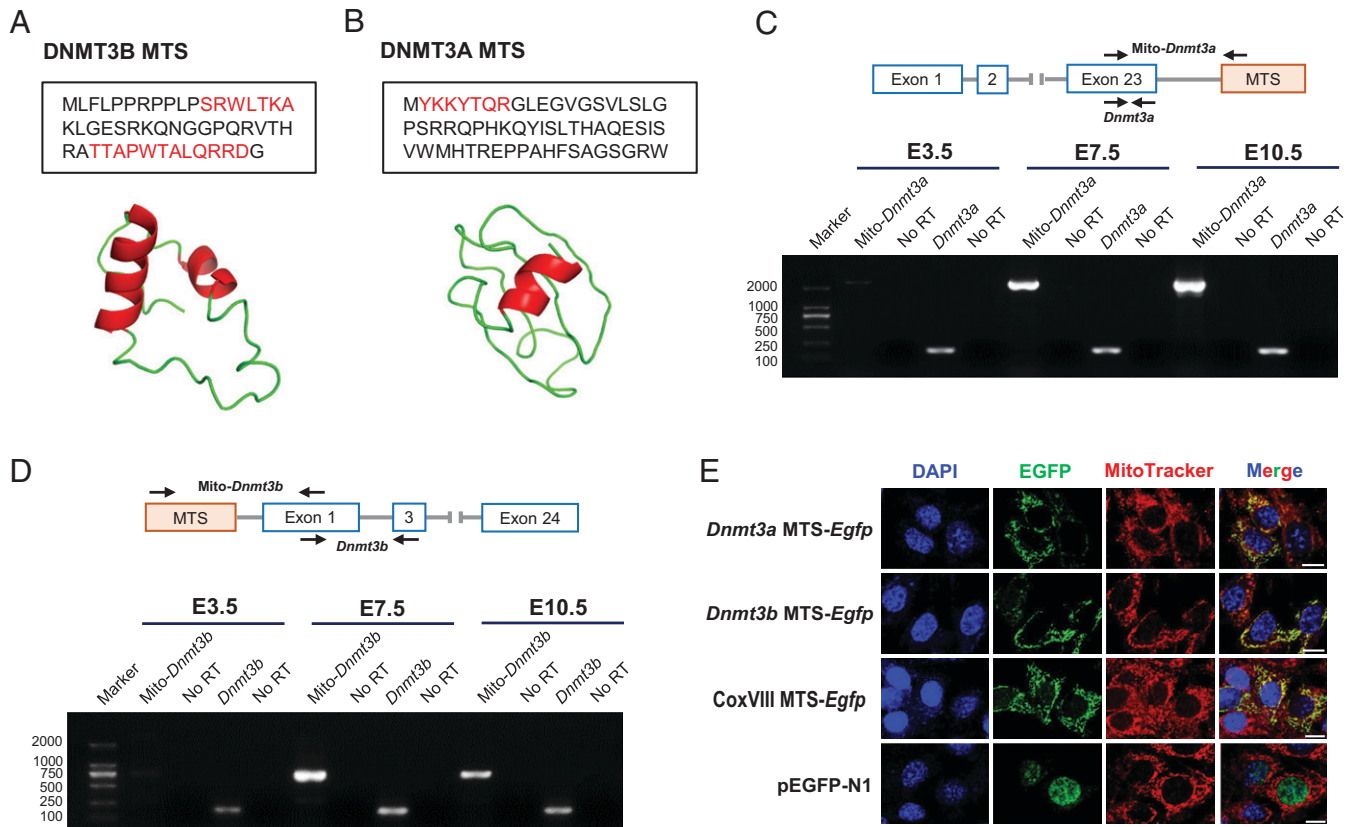 A
DNMT3B MTS
MLFLPPRPPLPSRWLTKA
KLGESRKQNGGPQRVTH
RATTAPWTALQRRDG
B
DNMT3A MTS
MYKKYTQRGLEGVGSVLSLG
PSRRQPHKQYISLTHAQESIS
VWMHTREPPAHFSAGSGRW
C
Mito-Dnmt3a
Exon 1
2
Exon 23
MTS
Dnmt3a
E3.5 E7.5 E10.5
Marker Mito-Dnmt3a No RT Dnmt3a No RT Mito-Dnmt3a No RT Dnmt3a No RT Mito-Dnmt3a No RT Dnmt3a No RT
2000
1000
750
500
250
100
D
Mito-Dnmt3b
MTS
Exon 1
3
Exon 24
Dnmt3b
E3.5 E7.5 E10.5
Marker Mito-Dnmt3b No RT Dnmt3b No RT Mito-Dnmt3b No RT Dnmt3b No RT Mito-Dnmt3b No RT Dnmt3b No RT
2000
1000
750
500
250
100
E
DAPI EGFP MitoTracker Merge
Dnmt3a MTS-Egfp
Dnmt3b MTS-Egfp
CoxVIII MTS-Egfp
pEGFP-N1